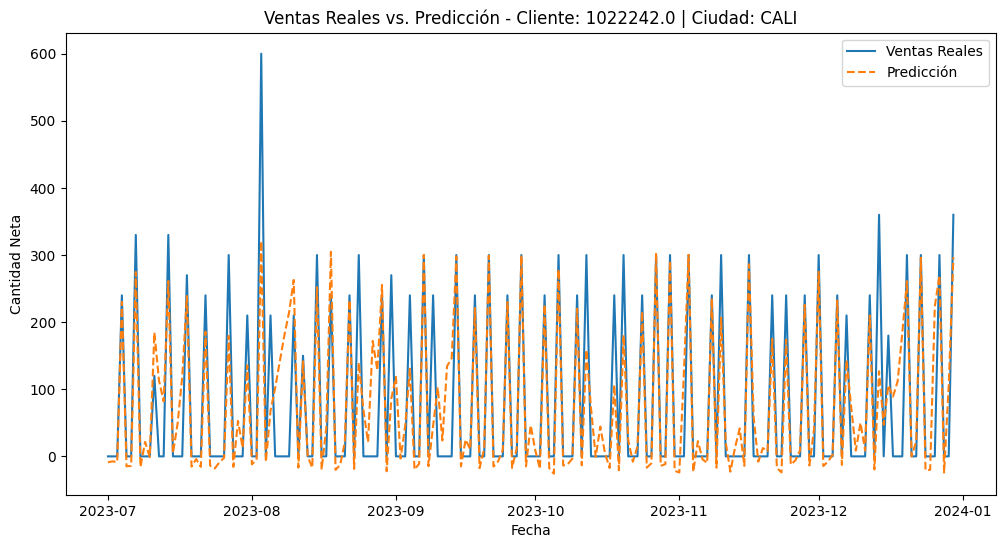 Ventas Reales vs. Predicción - Cliente: 1022242.0 | Ciudad: CALI
Ventas Reales
Predicción
Cantidad Neta
600
500
400
300
200
100
0
2023-07
2023-08
2023-09
2023-10
2023-11
2023-12
2024-01
Fecha